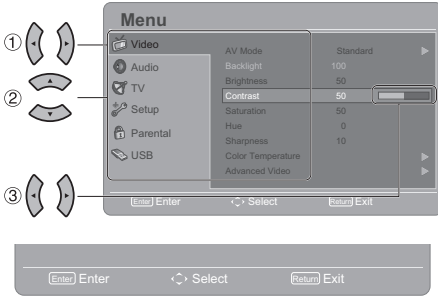 Menu
① Video
Audio
② TV
Setup
Parental
USB
③
AV Mode Standard
Backlight 100
Brightness 50
Contrast 50
Saturation 50
Hue 0
Sharpness 10
Color Temperature
Advanced Video
Enter Enter Select Return Exit
Enter Enter Select Return Exit